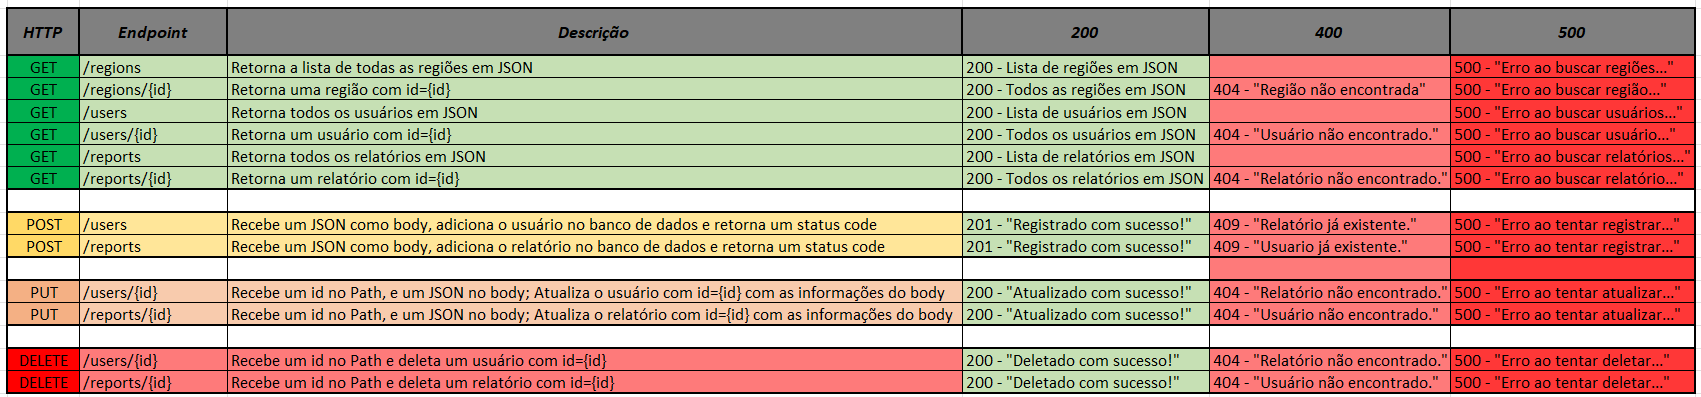 HTTP Endpoint Descrição 200 400 500
GET /regions Retorna a lista de todas as regiões em JSON 200 - Lista de regiões em JSON 500 - "Erro ao buscar regiões..."
GET /regions/{id} Retorna uma região com id={id} 200 - Todos as regiões em JSON 404 - "Região não encontrada" 500 - "Erro ao buscar região..."
GET /users Retorna todos os usuários em JSON 200 - Lista de usuários em JSON 500 - "Erro ao buscar usuários..."
GET /users/{id} Retorna um usuário com id={id} 200 - Todos os usuários em JSON 404 - "Usuário não encontrado." 500 - "Erro ao buscar usuário..."
GET /reports Retorna todos os relatórios em JSON 200 - Lista de relatórios em JSON 500 - "Erro ao buscar relatórios..."
GET /reports/{id} Retorna um relatório com id={id} 200 - Todos os relatórios em JSON 404 - "Relatório não encontrado." 500 - "Erro ao buscar relatório..."
POST /users Recebe um JSON como body, adiciona o usuário no banco de dados e retorna um status code 201 - "Registrado com sucesso!" 409 - "Relatório já existente." 500 - "Erro ao tentar registrar..."
POST /reports Recebe um JSON como body, adiciona o relatório no banco de dados e retorna um status code 201 - "Registrado com sucesso!" 409 - "Usuario já existente." 500 - "Erro ao tentar registrar..."
PUT /users/{id} Recebe um id no Path, e um JSON no body; Atualiza o usuário com id={id} com as informações do body 200 - "Atualizado com sucesso!" 404 - "Relatório não encontrado." 500 - "Erro ao tentar atualizar..."
PUT /reports/{id} Recebe um id no Path, e um JSON no body; Atualiza o relatório com id={id} com as informações do body 200 - "Atualizado com sucesso!" 404 - "Usuário não encontrado." 500 - "Erro ao tentar atualizar..."
DELETE /users/{id} Recebe um id no Path e deleta um usuário com id={id} 200 - "Deletado com sucesso!" 404 - "Relatório não encontrado." 500 - "Erro ao tentar deletar..."
DELETE /reports/{id} Recebe um id no Path e deleta um relatório com id={id} 200 - "Deletado com sucesso!" 404 - "Usuário não encontrado." 500 - "Erro ao tentar deletar..."